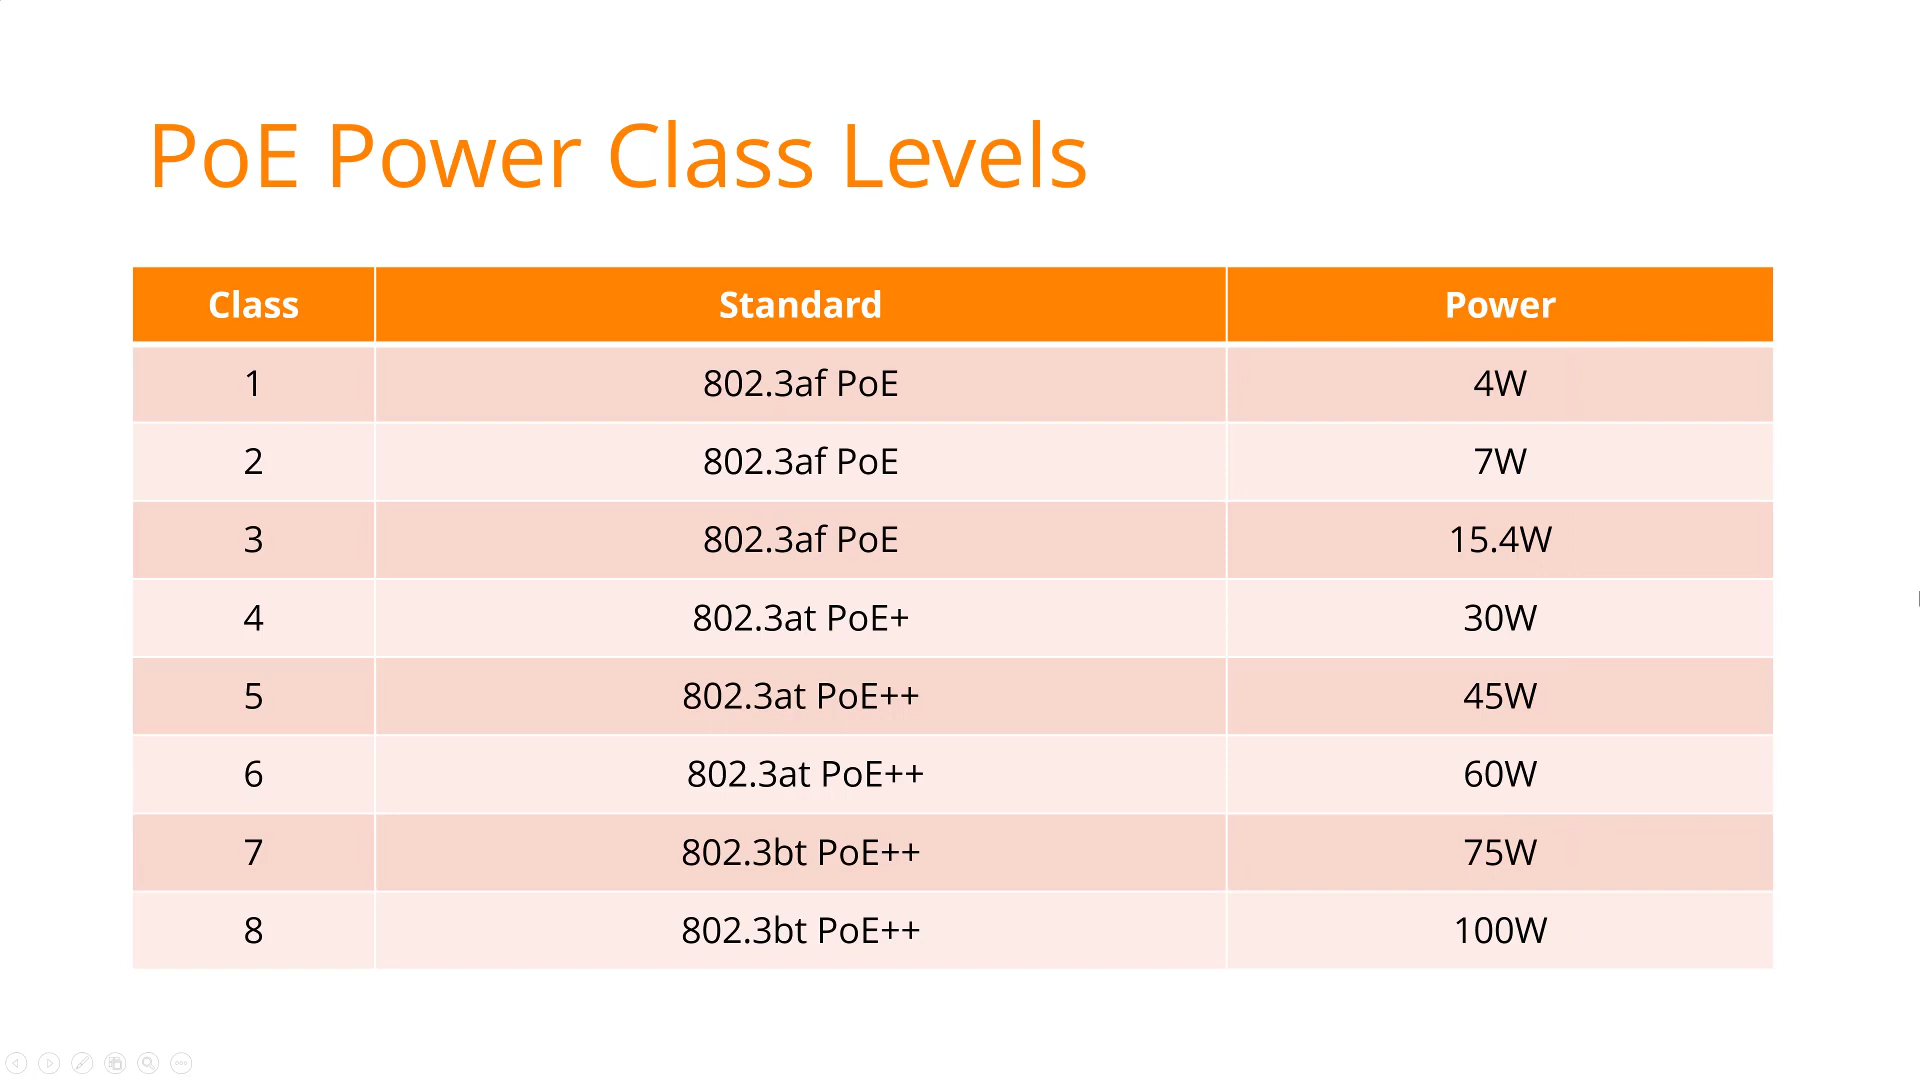 PoE Power Class Levels
Class Standard Power
1 802.3af PoE 4W
2 802.3af PoE 7W
3 802.3af PoE 15.4W
4 802.3at PoE+ 30W
5 802.3at PoE++ 45W
6 802.3at PoE++ 60W
7 802.3bt PoE++ 75W
8 802.3bt PoE++ 100W